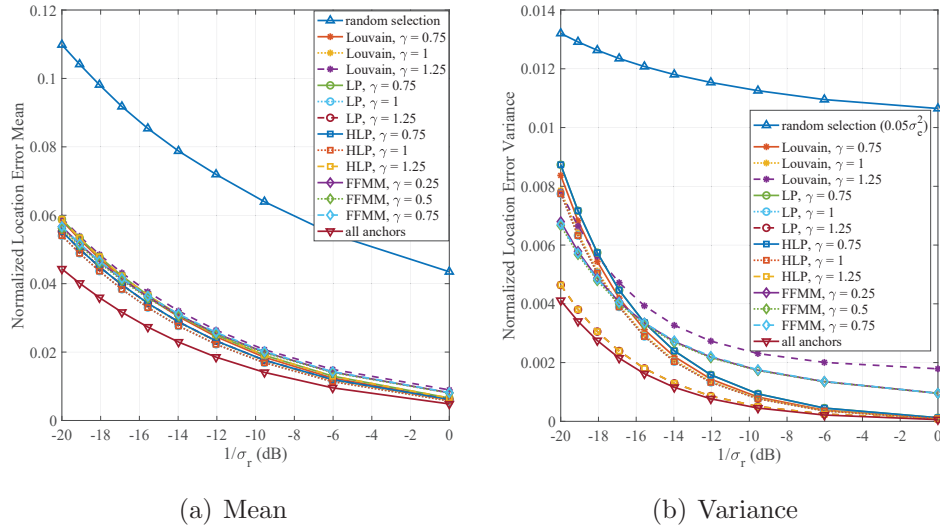 0.12
0.1
0.08
0.06
0.04
0.02
0
Normalized Location Error Mean
random selection
Louvain, γ = 0.75
Louvain, γ = 1
Louvain, γ = 1.25
LP, γ = 0.75
LP, γ = 1
LP, γ = 1.25
HLP, γ = 0.75
HLP, γ = 1
HLP, γ = 1.25
FFMM, γ = 0.25
FFMM, γ = 0.5
FFMM, γ = 0.75
all anchors
-20 -18 -16 -14 -12 -10 -8 -6 -4 -2 0
1/σ_r (dB)
(a) Mean
0.014
0.012
0.01
0.008
0.006
0.004
0.002
0
Normalized Location Error Variance
random selection (0.05σ_e^2)
Louvain, γ = 0.75
Louvain, γ = 1
Louvain, γ = 1.25
LP, γ = 0.75
LP, γ = 1
LP, γ = 1.25
HLP, γ = 0.75
HLP, γ = 1
HLP, γ = 1.25
FFMM, γ = 0.25
FFMM, γ = 0.5
FFMM, γ = 0.75
all anchors
-20 -18 -16 -14 -12 -10 -8 -6 -4 -2 0
1/σ_r (dB)
(b) Variance